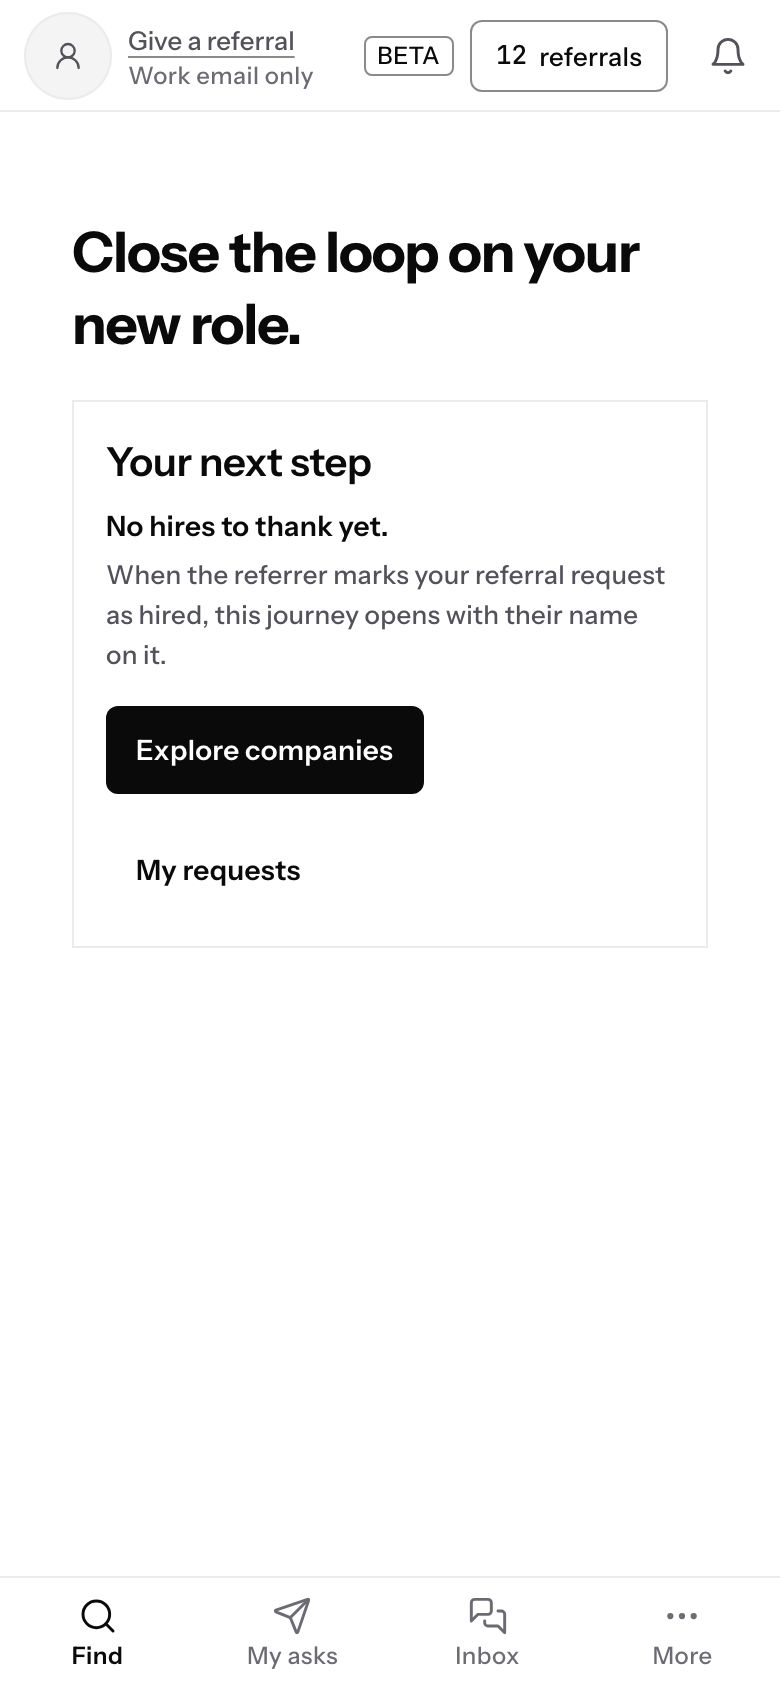 Give a referral
Work email only
BETA
12 referrals
Close the loop on your
new role.
Your next step
No hires to thank yet.
When the referrer marks your referral request
as hired, this journey opens with their name
on it.
Explore companies
My requests
Find
My asks
Inbox
More